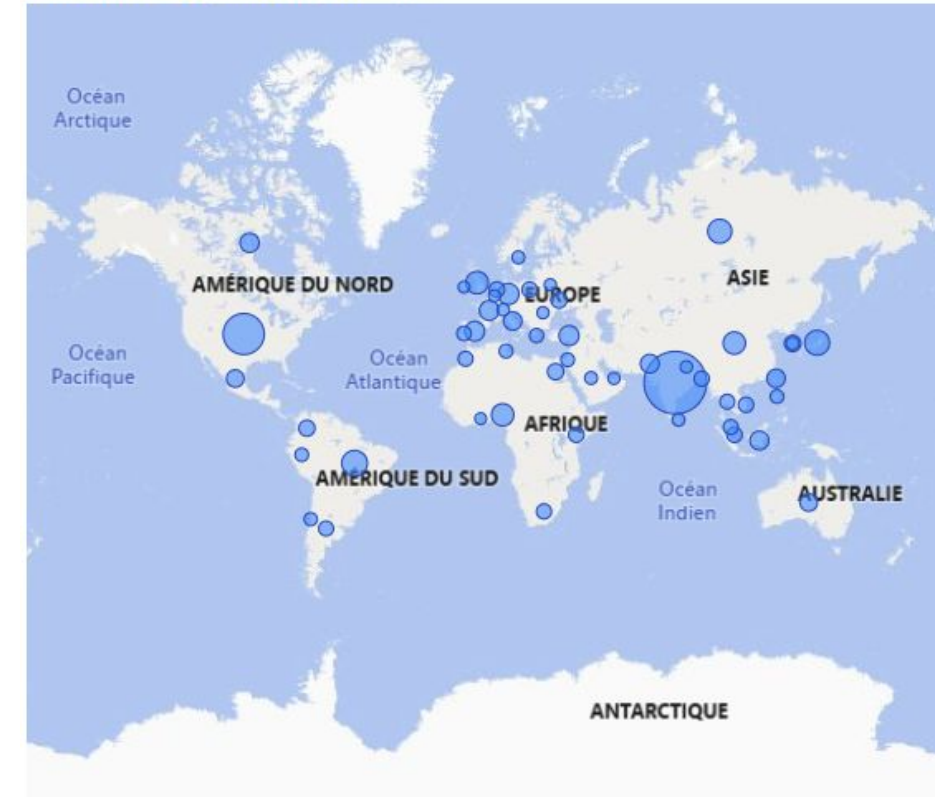 Océan
Arctique
AMÉRIQUE DU NORD
ASIE
EUROPE
Océan
Pacifique
Océan
Atlantique
AFRIQUE
AMÉRIQUE DU SUD
Océan
Indien
AUSTRALIE
ANTARCTIQUE